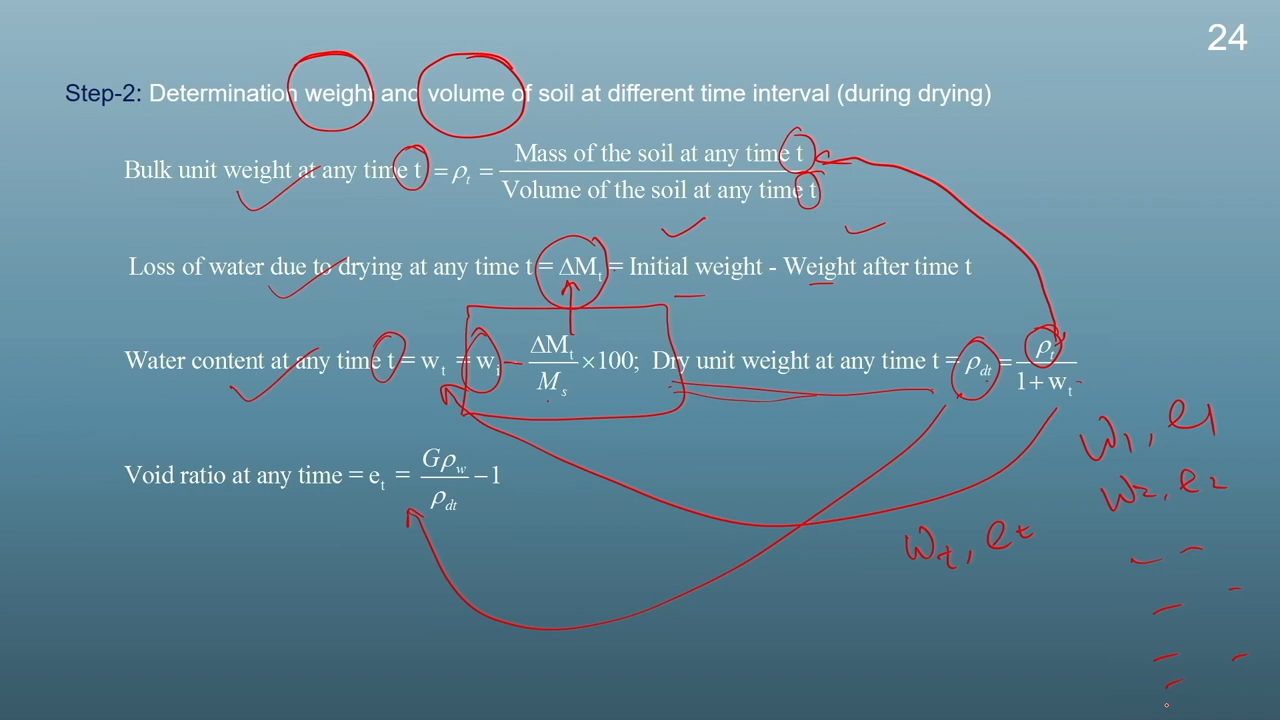 24
Step-2: Determination weight and volume of soil at different time interval (during drying)
Bulk unit weight at any time t = ρt = Mass of the soil at any time t / Volume of the soil at any time t
Loss of water due to drying at any time t = ΔMt = Initial weight - Weight after time t
Water content at any time t = wt = wi − ΔMt / Ms ×100; Dry unit weight at any time t = ρdt = ρt / 1+ wt
w1, e1
Void ratio at any time = et = Gρw / ρdt −1
w2, e2
wt, et